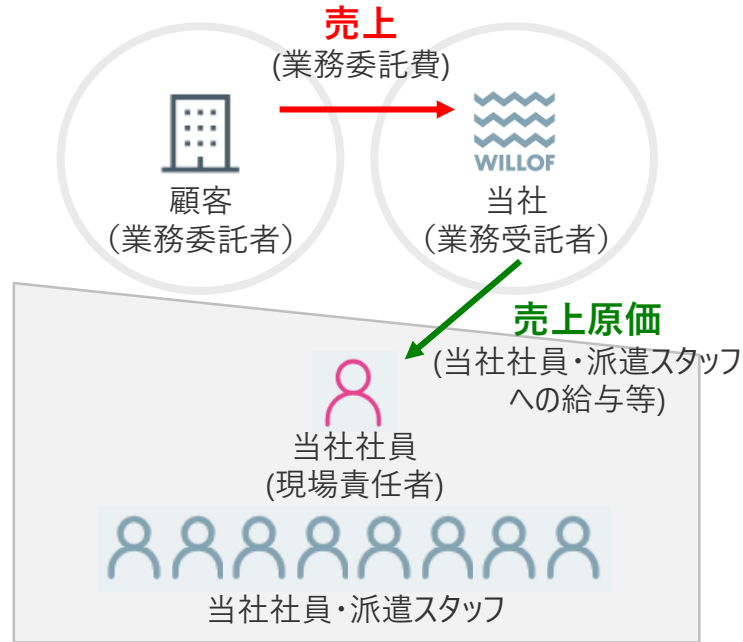 売上
(業務委託費)
WILLOF
顧客
（業務委託者）
当社
（業務受託者）
売上原価
(当社社員・派遣スタッフ
への給与等)
当社社員
(現場責任者)
当社社員・派遣スタッフ